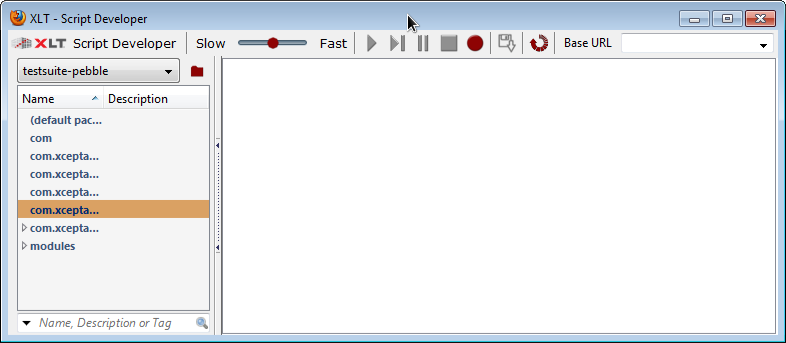 XLT - Script Developer
XLT Script Developer Slow Fast Base URL
testsuite-pebble
Name Description
(default pac...
com
com.xcepta...
com.xcepta...
com.xcepta...
com.xcepta...
com.xcepta...
modules
Name, Description or Tag